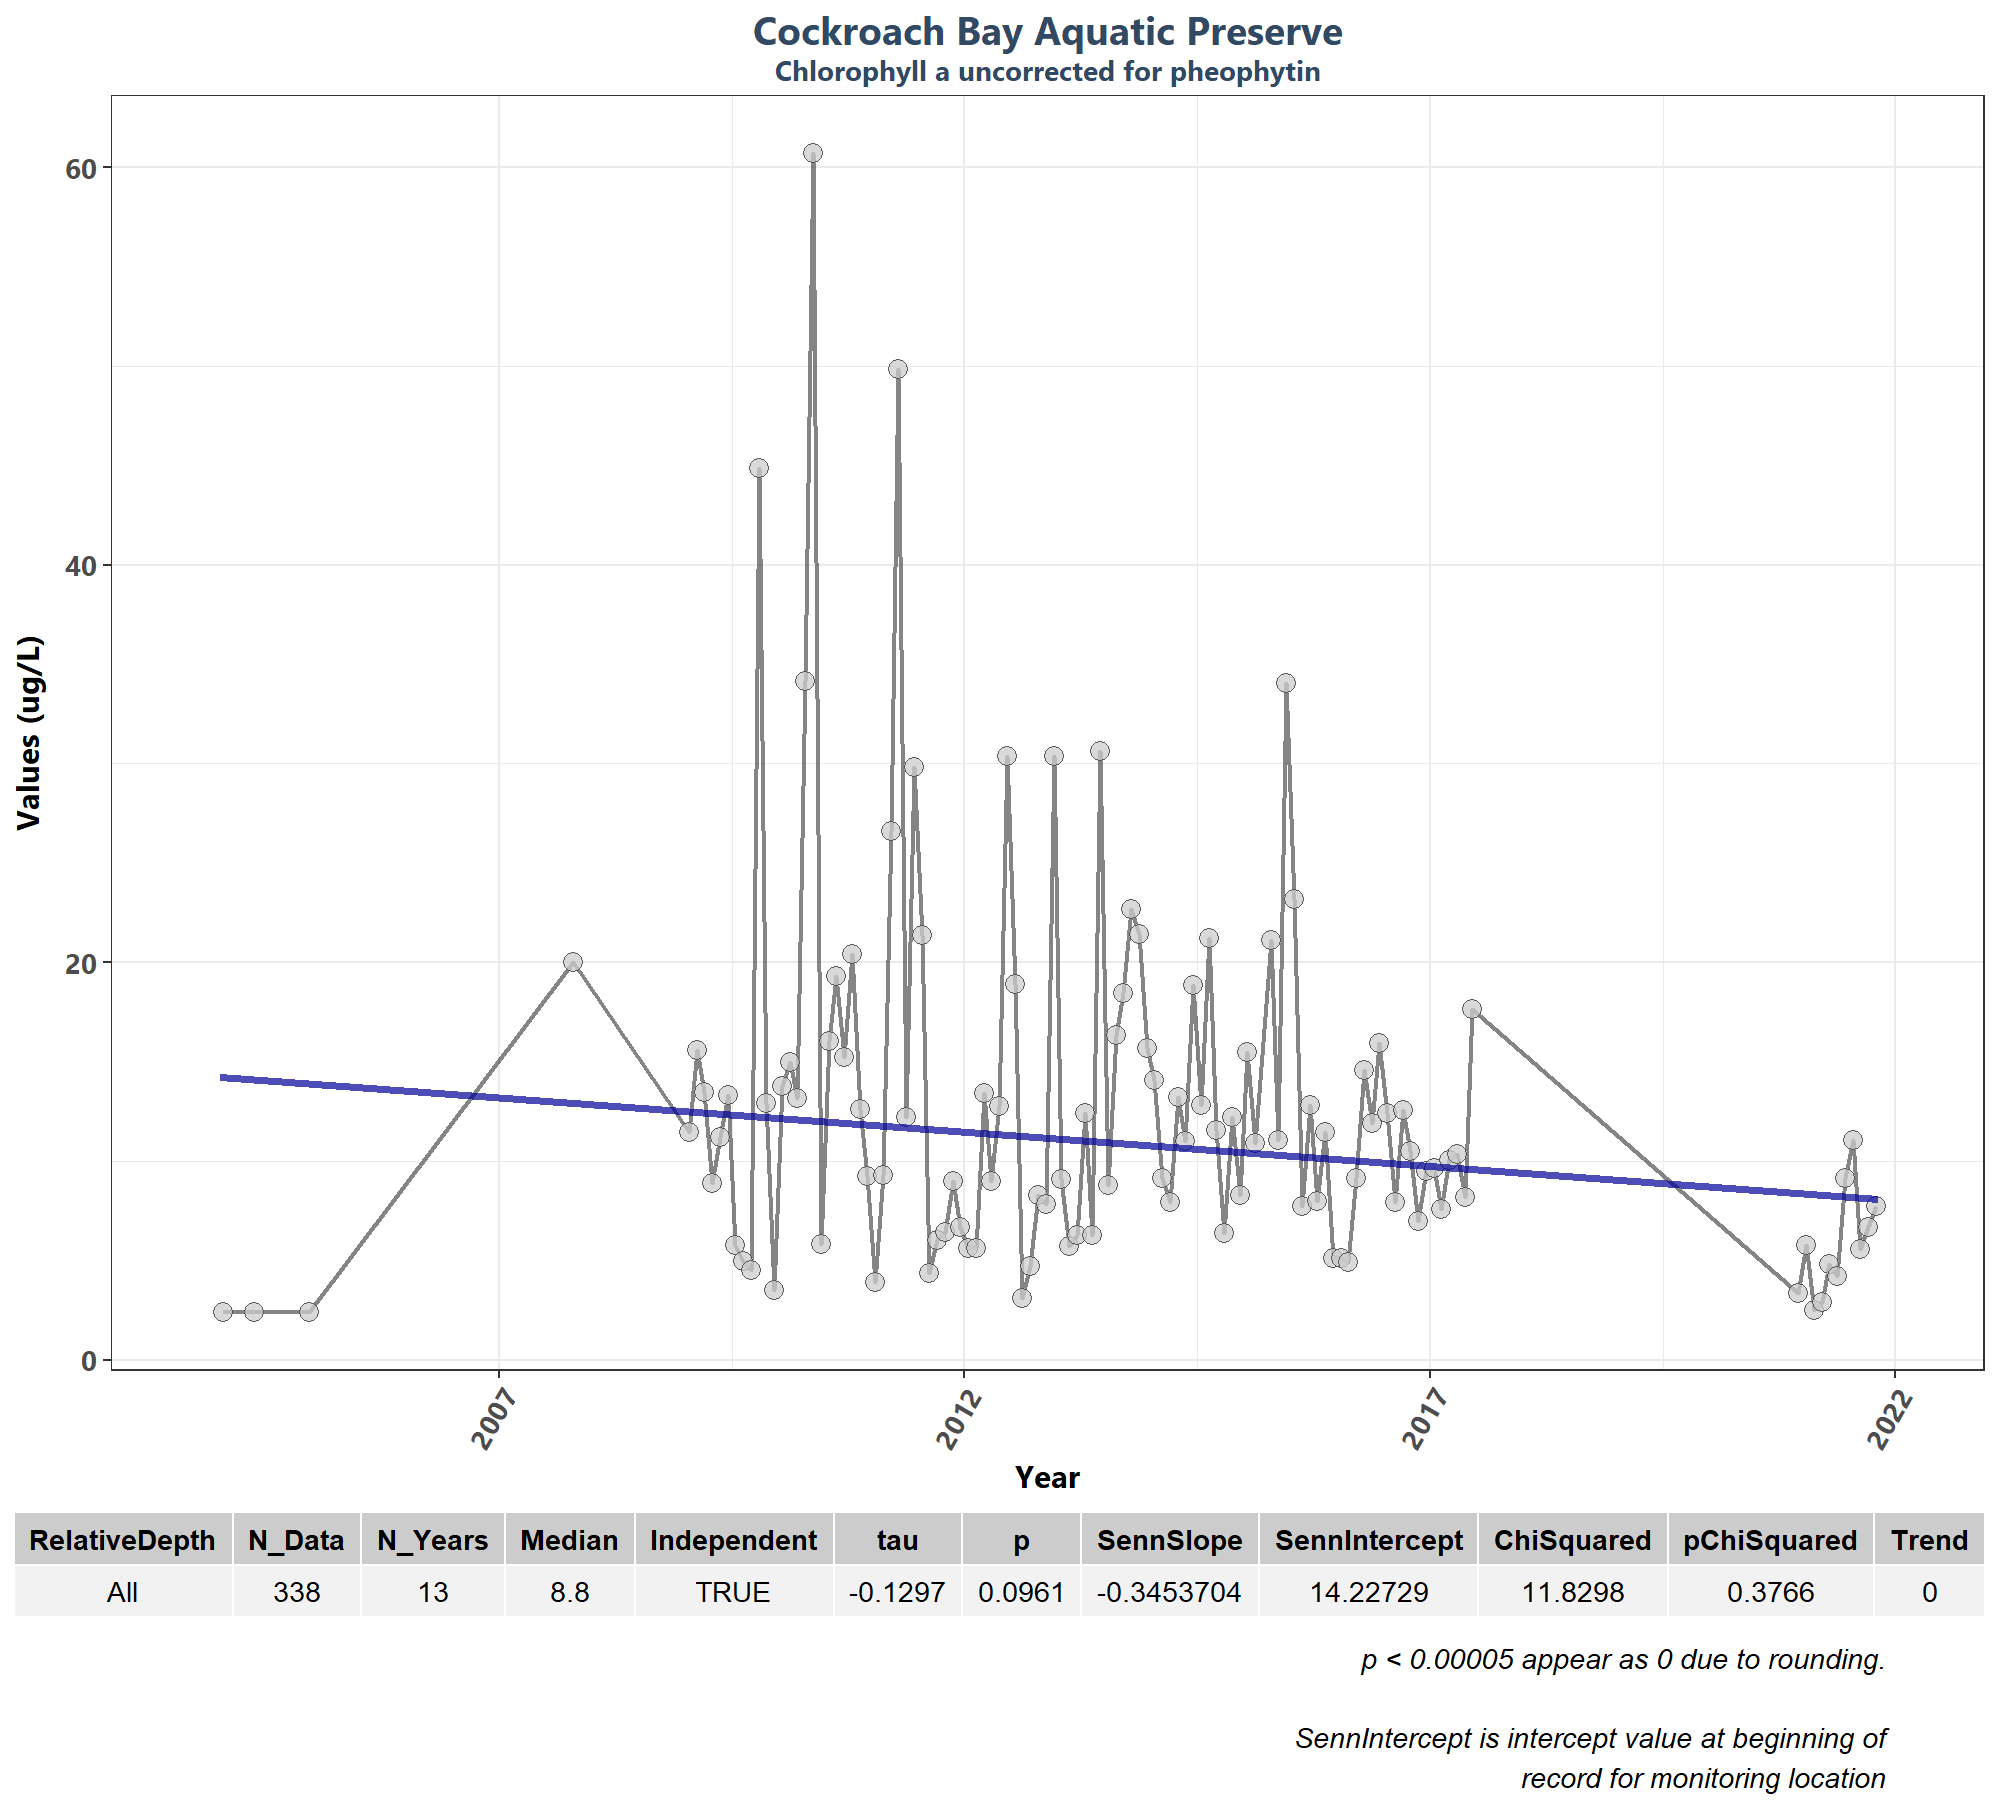 Cockroach Bay Aquatic Preserve
Chlorophyll a uncorrected for pheophytin
Values (ug/L)
60
40
20
0
2007
2012
2017
2022
Year
RelativeDepth N_Data N_Years Median Independent tau p SennSlope SennIntercept ChiSquared pChiSquared Trend
All 338 13 8.8 TRUE -0.1297 0.0961 -0.3453704 14.22729 11.8298 0.3766 0
p < 0.00005 appear as 0 due to rounding.
SennIntercept is intercept value at beginning of
record for monitoring location